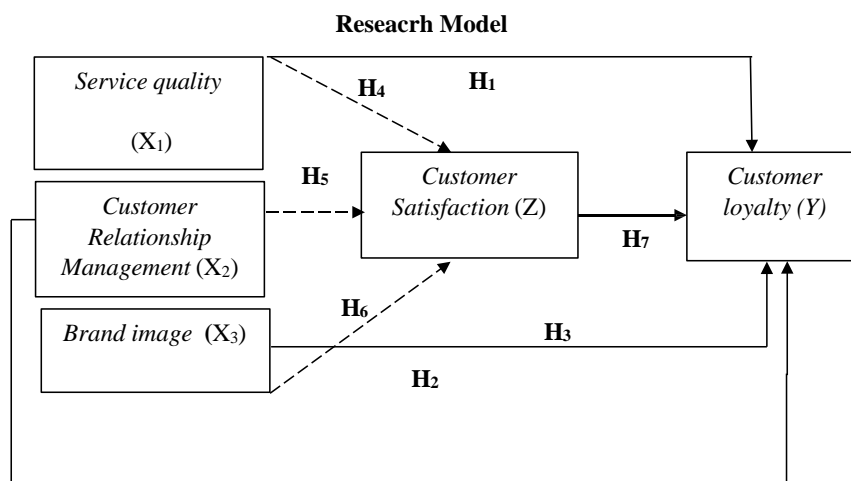 Reseacrh Model
Service quality
(X₁)
H₄
H₁
H₅
Customer
Satisfaction (Z)
Customer
loyalty (Y)
Customer
Relationship
Management (X₂)
H₇
H₆
Brand image (X₃)
H₃
H₂